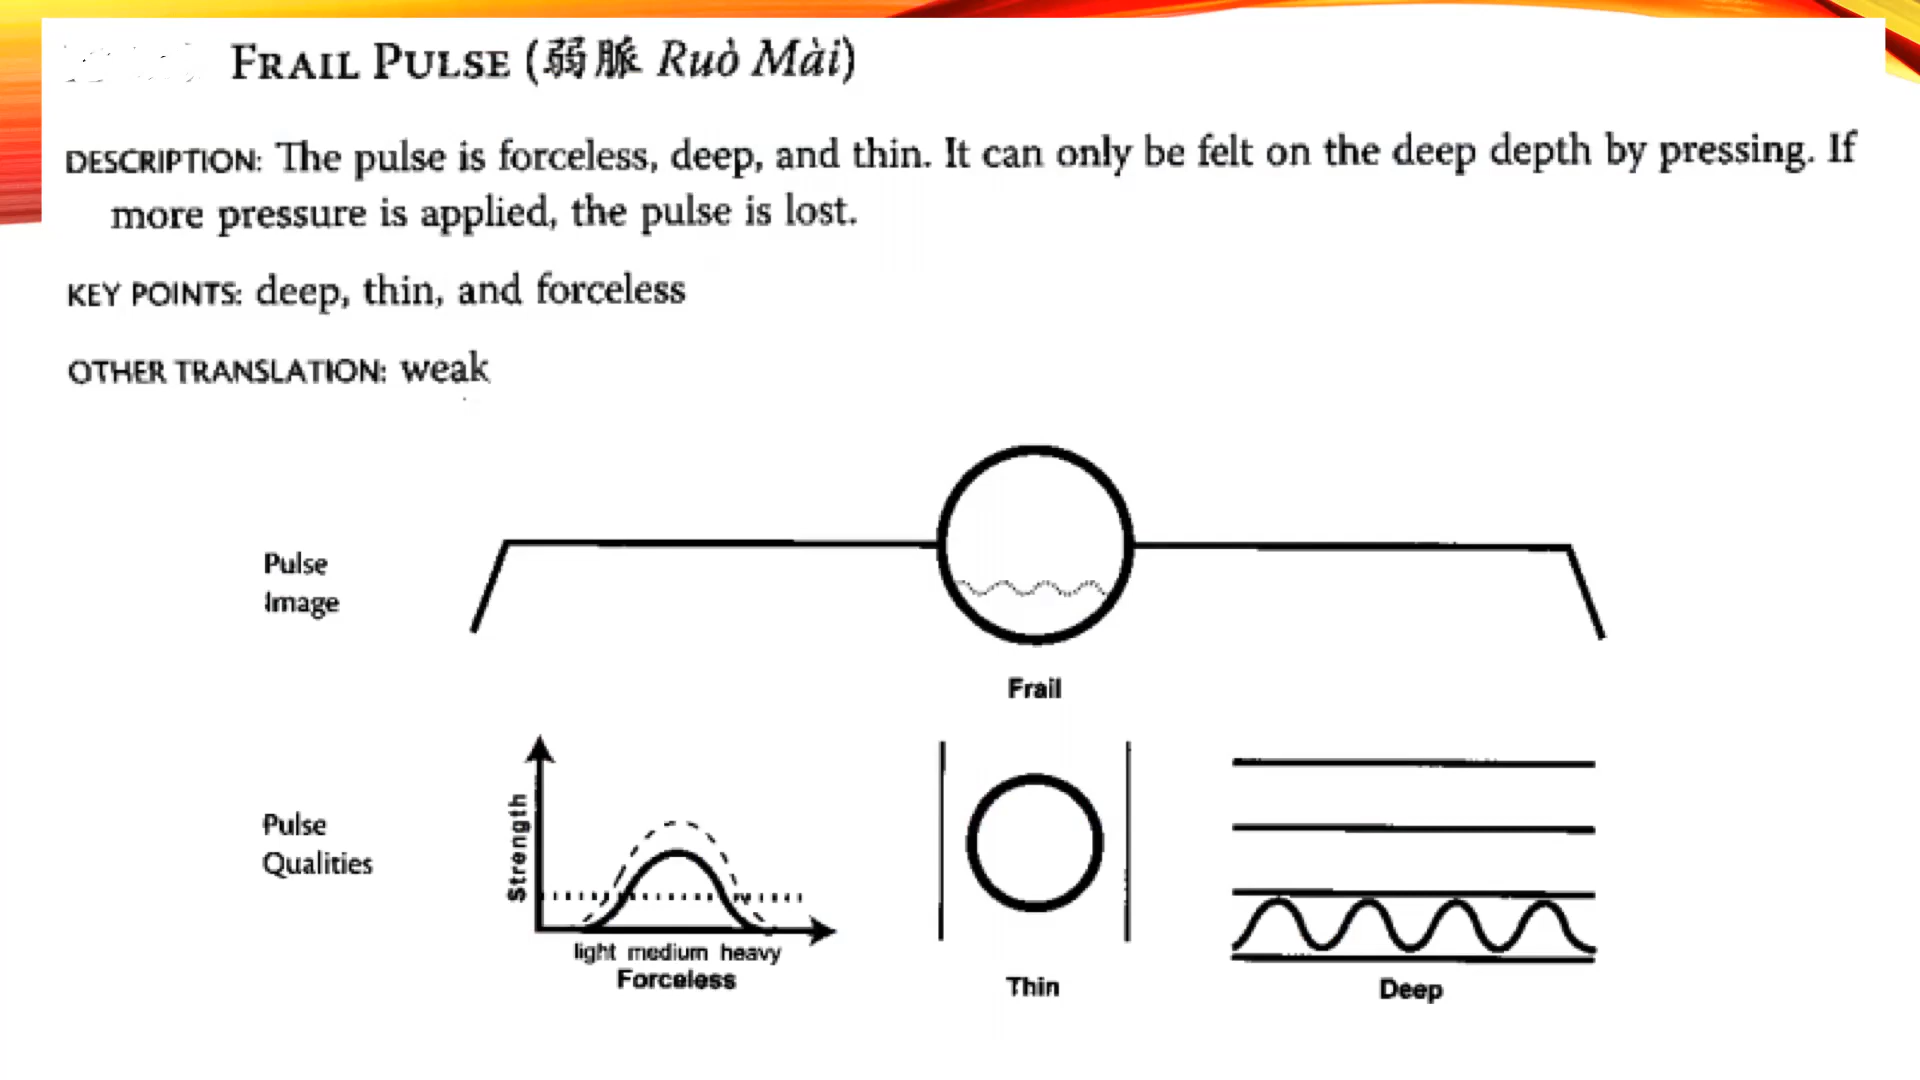 FRAIL PULSE (弱脈 Ruò Mài)
DESCRIPTION: The pulse is forceless, deep, and thin. It can only be felt on the deep depth by pressing. If
more pressure is applied, the pulse is lost.
KEY POINTS: deep, thin, and forceless
OTHER TRANSLATION: weak
Pulse
Image
Frail
Pulse
Qualities
Strength
light medium heavy
Forceless
Thin
Deep